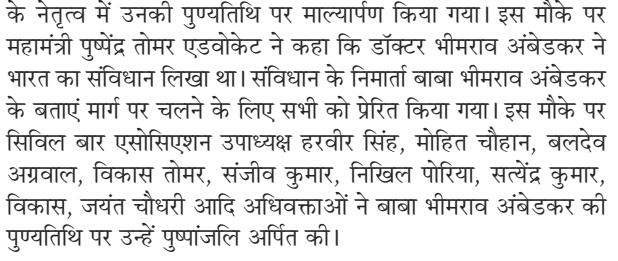 के नेतृत्व में उनकी पुण्यतिथि पर माल्यार्पण किया गया। इस मौके पर
महामंत्री पुष्पेंद्र तोमर एडवोकेट ने कहा कि डॉक्टर भीमराव अंबेडकर ने
भारत का संविधान लिखा था। संविधान के निमार्ता बाबा भीमराव अंबेडकर
के बताएं मार्ग पर चलने के लिए सभी को प्रेरित किया गया। इस मौके पर
सिविल बार एसोसिएशन उपाध्यक्ष हरवीर सिंह, मोहित चौहान, बलदेव
अग्रवाल, विकास तोमर, संजीव कुमार, निखिल पोरिया, सत्येंद्र कुमार,
विकास, जयंत चौधरी आदि अधिवक्ताओं ने बाबा भीमराव अंबेडकर की
पुण्यतिथि पर उन्हें पुष्पांजलि अर्पित की।